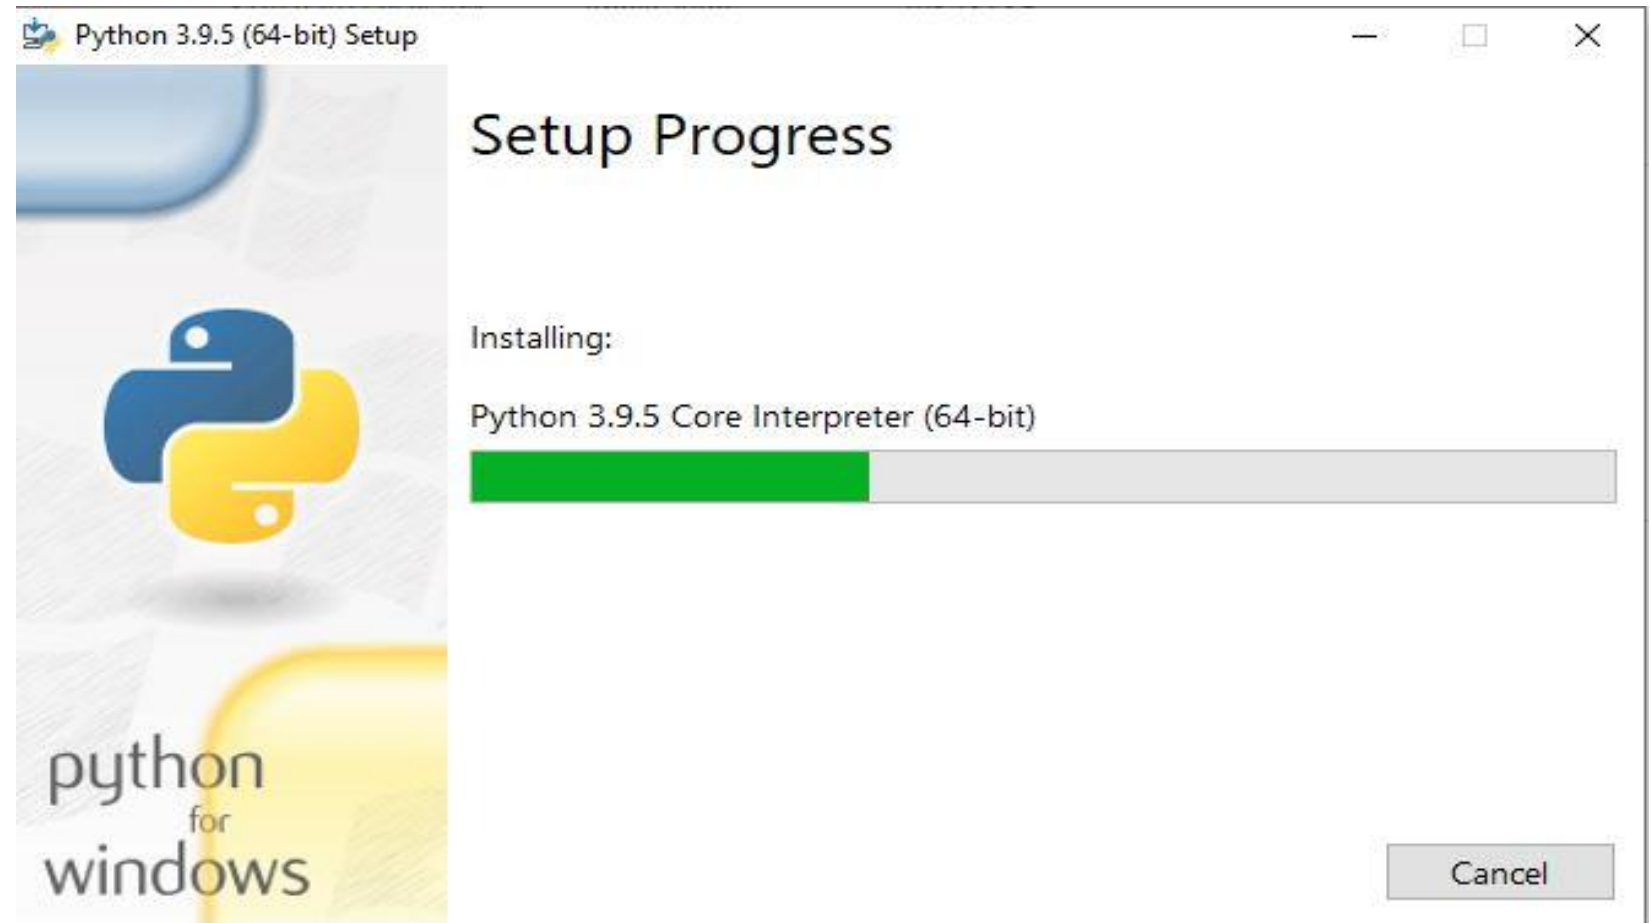 Python 3.9.5 (64-bit) Setup
Setup Progress
Installing:
Python 3.9.5 Core Interpreter (64-bit)
python
for
windows
Cancel